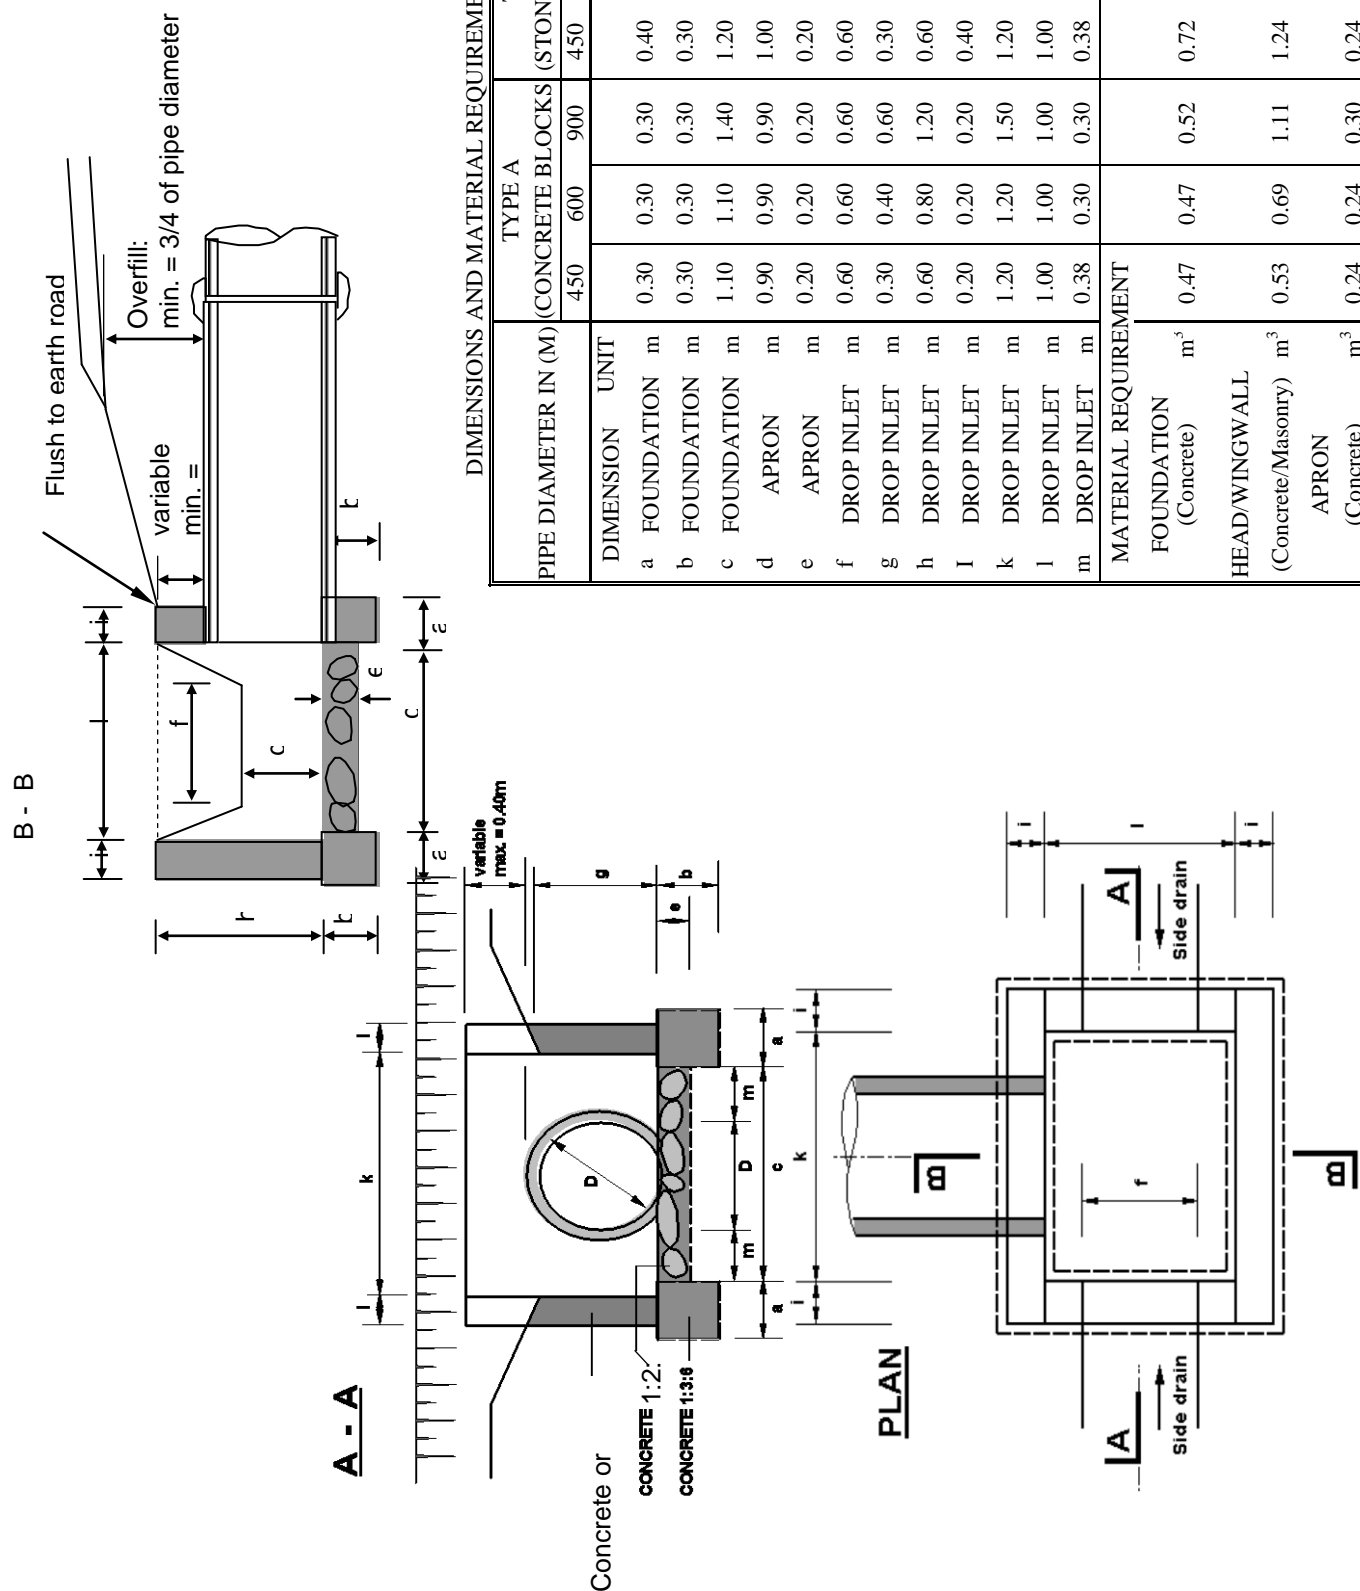 B - B
Flush to earth road
Overfill:
min. = 3/4 of pipe diameter
variable
min. =
f
e
A - A
l k l
variable
max. = 0.40m
g
b
e
D
m D m
a c a
Concrete or
CONCRETE 1:2:
CONCRETE 1:3:6
PLAN
i k i
i
l
i
f
A A
B
B
Side drain
Side drain
DIMENSIONS AND MATERIAL REQUIREME
PIPE DIAMETER IN (M) TYPE A
(CONCRETE BLOCKS (STON
450 600 900 450
DIMENSION UNIT
a FOUNDATION m 0.30 0.30 0.30 0.40
b FOUNDATION m 0.30 0.30 0.30 0.30
c FOUNDATION m 1.10 1.10 1.40 1.20
d APRON m 0.90 0.90 0.90 1.00
e APRON m 0.20 0.20 0.20 0.20
f DROP INLET m 0.60 0.60 0.60 0.60
g DROP INLET m 0.30 0.40 0.60 0.30
h DROP INLET m 0.60 0.80 1.20 0.60
I DROP INLET m 0.20 0.20 0.20 0.40
k DROP INLET m 1.20 1.20 1.50 1.20
l DROP INLET m 1.00 1.00 1.00 1.00
m DROP INLET m 0.38 0.30 0.30 0.38
MATERIAL REQUIREMENT
FOUNDATION
(Concrete) m³ 0.47 0.47 0.52 0.72
HEAD/WINGWALL
(Concrete/Masonry) m³ 0.53 0.69 1.11 1.24
APRON
(Concrete) m³ 0.24 0.24 0.30 0.24